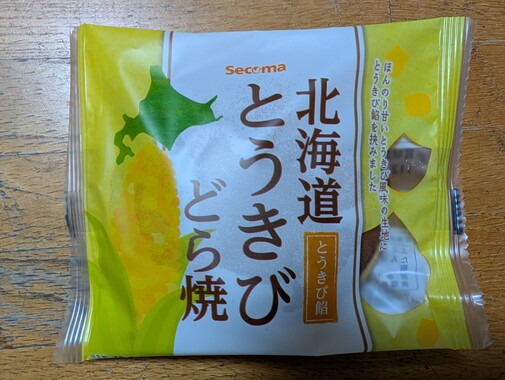 Secoma
北海道
とうきび
どら焼
とうきび餡
ほんのり甘いとうきび風味の生地に
とうきび餡を挟みました